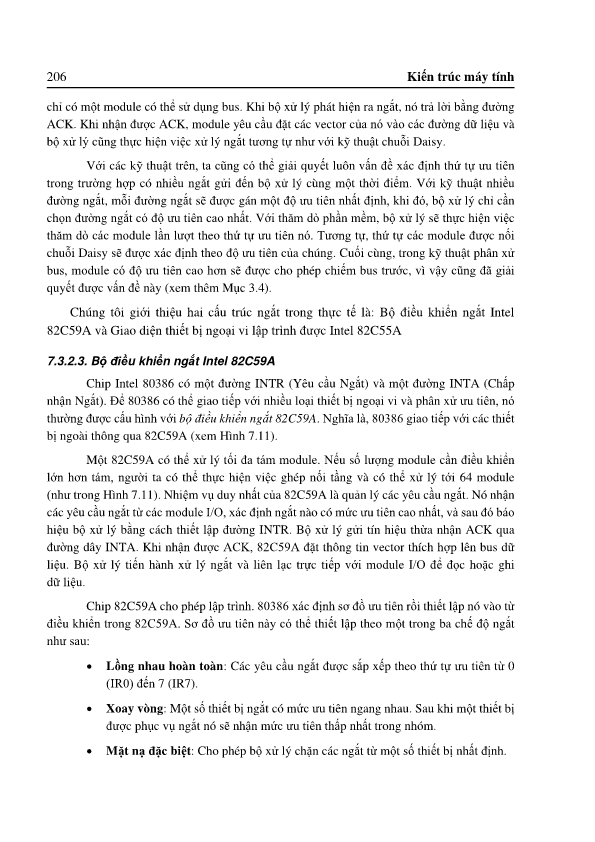 206 Kiến trúc máy tính
chỉ có một module có thể sử dụng bus. Khi bộ xử lý phát hiện ra ngắt, nó trả lời bằng đường
ACK. Khi nhận được ACK, module yêu cầu đặt các vector của nó vào các đường dữ liệu và
bộ xử lý cũng thực hiện việc xử lý ngắt tương tự như với kỹ thuật chuỗi Daisy.
Với các kỹ thuật trên, ta cũng có thể giải quyết luôn vấn đề xác định thứ tự ưu tiên
trong trường hợp có nhiều ngắt gửi đến bộ xử lý cùng một thời điểm. Với kỹ thuật nhiều
đường ngắt, mỗi đường ngắt sẽ được gán một độ ưu tiên nhất định, khi đó, bộ xử lý chỉ cần
chọn đường ngắt có độ ưu tiên cao nhất. Với thăm dò phần mềm, bộ xử lý sẽ thực hiện việc
thăm dò các module lần lượt theo thứ tự ưu tiên nó. Tương tự, thứ tự các module được nối
chuỗi Daisy sẽ được xác định theo độ ưu tiên của chúng. Cuối cùng, trong kỹ thuật phân xử
bus, module có độ ưu tiên cao hơn sẽ được cho phép chiếm bus trước, vì vậy cũng đã giải
quyết được vấn đề này (xem thêm Mục 3.4).
Chúng tôi giới thiệu hai cấu trúc ngắt trong thực tế là: Bộ điều khiển ngắt Intel
82C59A và Giao diện thiết bị ngoại vi lập trình được Intel 82C55A
7.3.2.3. Bộ điều khiển ngắt Intel 82C59A
Chip Intel 80386 có một đường INTR (Yêu cầu Ngắt) và một đường INTA (Chấp
nhận Ngắt). Để 80386 có thể giao tiếp với nhiều loại thiết bị ngoại vi và phân xử ưu tiên, nó
thường được cấu hình với bộ điều khiển ngắt 82C59A. Nghĩa là, 80386 giao tiếp với các thiết
bị ngoài thông qua 82C59A (xem Hình 7.11).
Một 82C59A có thể xử lý tối đa tám module. Nếu số lượng module cần điều khiển
lớn hơn tám, người ta có thể thực hiện việc ghép nối tầng và có thể xử lý tới 64 module
(như trong Hình 7.11). Nhiệm vụ duy nhất của 82C59A là quản lý các yêu cầu ngắt. Nó nhận
các yêu cầu ngắt từ các module I/O, xác định ngắt nào có mức ưu tiên cao nhất, và sau đó báo
hiệu bộ xử lý bằng cách thiết lập đường INTR. Bộ xử lý gửi tín hiệu thừa nhận ACK qua
đường dây INTA. Khi nhận được ACK, 82C59A đặt thông tin vector thích hợp lên bus dữ
liệu. Bộ xử lý tiến hành xử lý ngắt và liên lạc trực tiếp với module I/O để đọc hoặc ghi
dữ liệu.
Chip 82C59A cho phép lập trình. 80386 xác định sơ đồ ưu tiên rồi thiết lập nó vào từ
điều khiển trong 82C59A. Sơ đồ ưu tiên này có thể thiết lập theo một trong ba chế độ ngắt
như sau:
• Lồng nhau hoàn toàn: Các yêu cầu ngắt được sắp xếp theo thứ tự ưu tiên từ 0
(IR0) đến 7 (IR7).
• Xoay vòng: Một số thiết bị ngắt có mức ưu tiên ngang nhau. Sau khi một thiết bị
được phục vụ ngắt nó sẽ nhận mức ưu tiên thấp nhất trong nhóm.
• Mặt nạ đặc biệt: Cho phép bộ xử lý chặn các ngắt từ một số thiết bị nhất định.